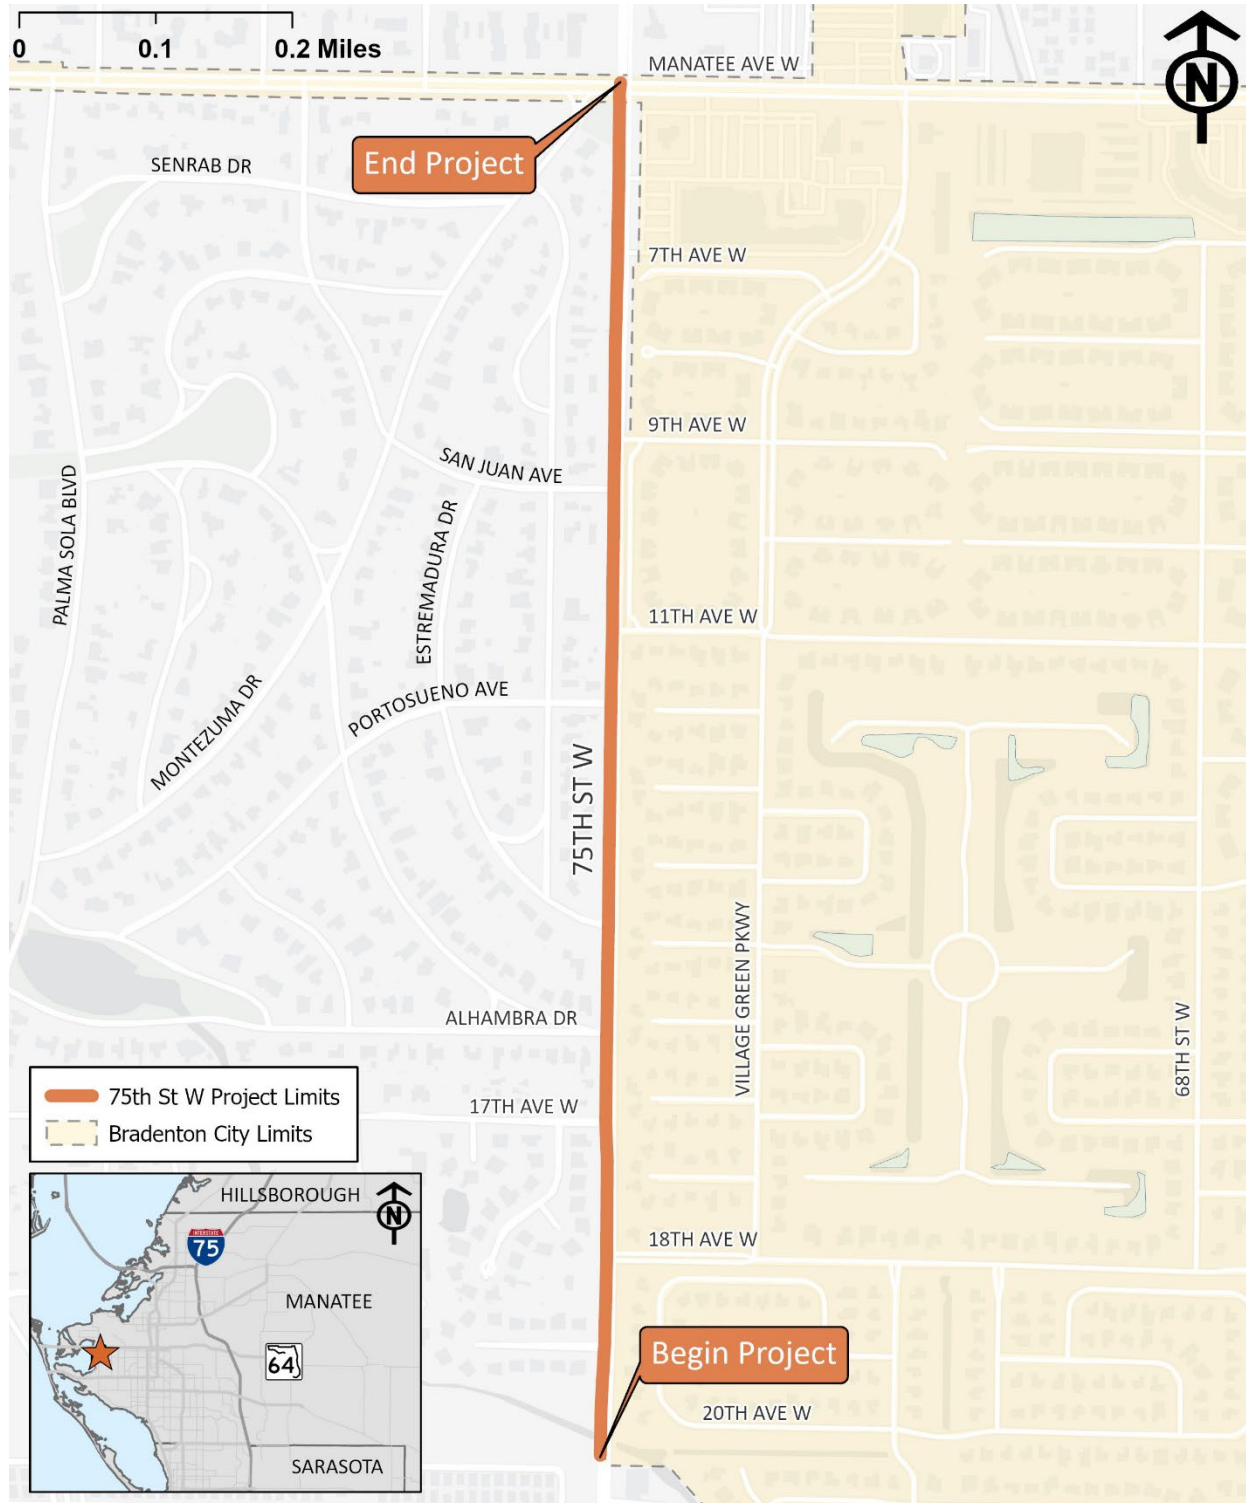 0 0.1 0.2 Miles
N
MANATEE AVE W
End Project
SENRAB DR
7TH AVE W
9TH AVE W
SAN JUAN AVE
PALMA SOLA BLVD
ESTREMADURA DR
11TH AVE W
PORTOSUENO AVE
MONTEZUMA DR
75TH ST W
VILLAGE GREEN PKWY
ALHAMBRA DR
68TH ST W
75th St W Project Limits
Bradenton City Limits
17TH AVE W
HILLSBOROUGH
N
INTERSTATE
75
MANATEE
64
SARASOTA
18TH AVE W
Begin Project
20TH AVE W